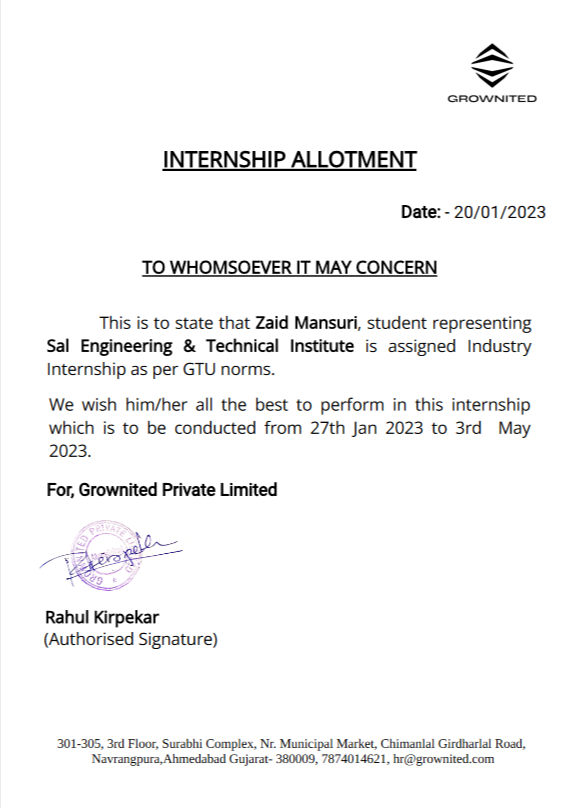 GROWNITED
INTERNSHIP ALLOTMENT
Date: - 20/01/2023
TO WHOMSOEVER IT MAY CONCERN
This is to state that Zaid Mansuri, student representing
Sal Engineering & Technical Institute is assigned Industry
Internship as per GTU norms.
We wish him/her all the best to perform in this internship
which is to be conducted from 27th Jan 2023 to 3rd May
2023.
For, Grownited Private Limited
Rahul Kirpekar
(Authorised Signature)
301-305, 3rd Floor, Surabhi Complex, Nr. Municipal Market, Chimanlal Girdharlal Road,
Navrangpura,Ahmedabad Gujarat- 380009, 7874014621, hr@grownited.com